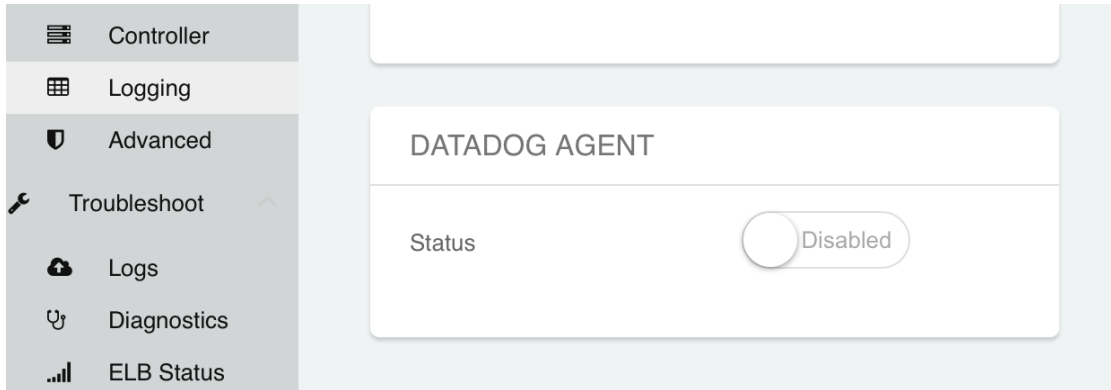 Controller
Logging
Advanced
Troubleshoot
Logs
Diagnostics
ELB Status
DATADOG AGENT
Status
Disabled